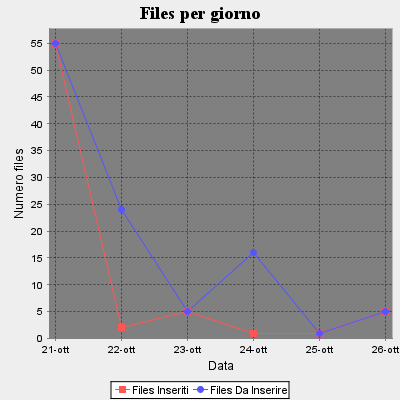 Files per giorno
Numero files
55
50
45
40
35
30
25
20
15
10
5
0
21-ott 22-ott 23-ott 24-ott 25-ott 26-ott
Data
Files Inseriti Files Da Inserire